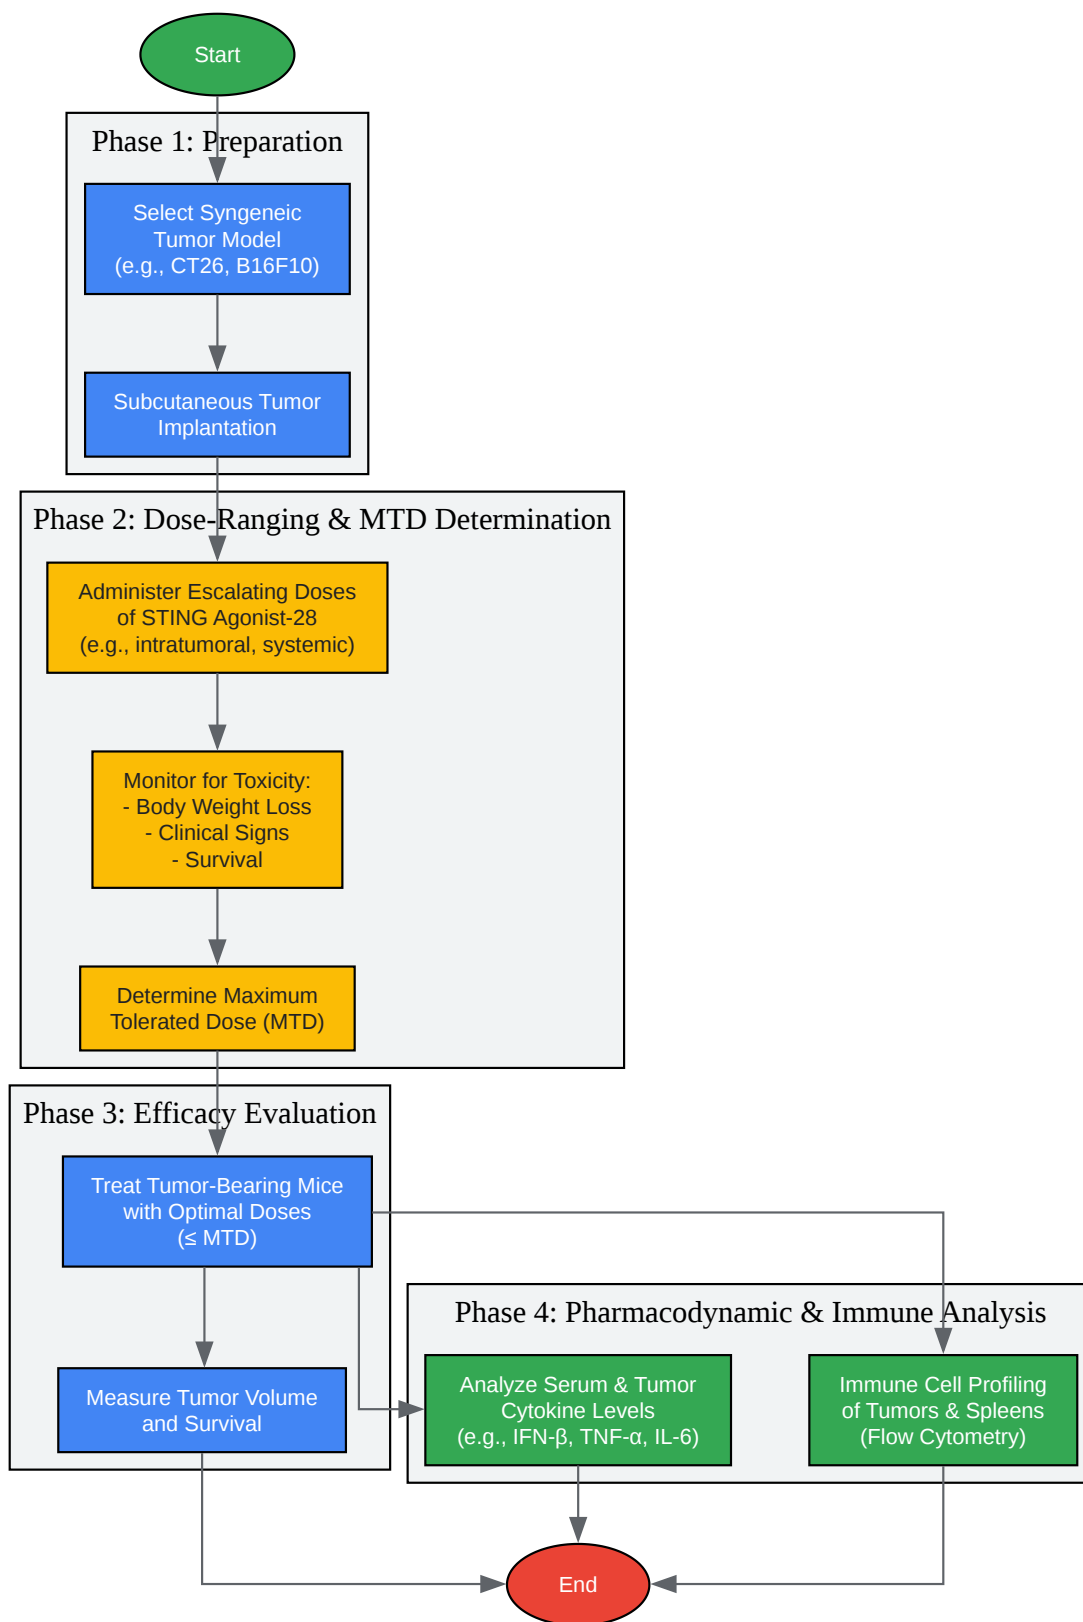 Start
Phase 1: Preparation
Select Syngeneic
Tumor Model
(e.g., CT26, B16F10)
Subcutaneous Tumor
Implantation
Phase 2: Dose-Ranging & MTD Determination
Administer Escalating Doses
of STING Agonist-28
(e.g., intratumoral, systemic)
Monitor for Toxicity:
- Body Weight Loss
- Clinical Signs
- Survival
Determine Maximum
Tolerated Dose (MTD)
Phase 3: Efficacy Evaluation
Treat Tumor-Bearing Mice
with Optimal Doses
(≤ MTD)
Measure Tumor Volume
and Survival
Phase 4: Pharmacodynamic & Immune Analysis
Analyze Serum & Tumor
Cytokine Levels
(e.g., IFN-β, TNF-α, IL-6)
Immune Cell Profiling
of Tumors & Spleens
(Flow Cytometry)
End